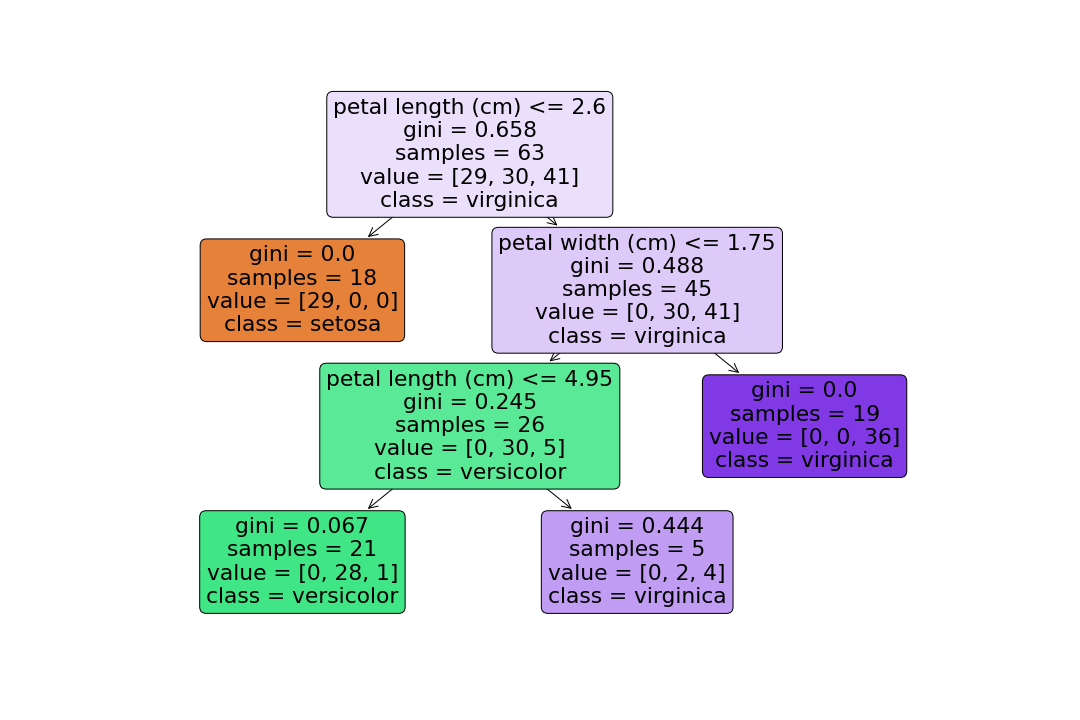 petal length (cm) <= 2.6
gini = 0.658
samples = 63
value = [29, 30, 41]
class = virginica
gini = 0.0
samples = 18
value = [29, 0, 0]
class = setosa
petal width (cm) <= 1.75
gini = 0.488
samples = 45
value = [0, 30, 41]
class = virginica
petal length (cm) <= 4.95
gini = 0.245
samples = 26
value = [0, 30, 5]
class = versicolor
gini = 0.0
samples = 19
value = [0, 0, 36]
class = virginica
gini = 0.067
samples = 21
value = [0, 28, 1]
class = versicolor
gini = 0.444
samples = 5
value = [0, 2, 4]
class = virginica